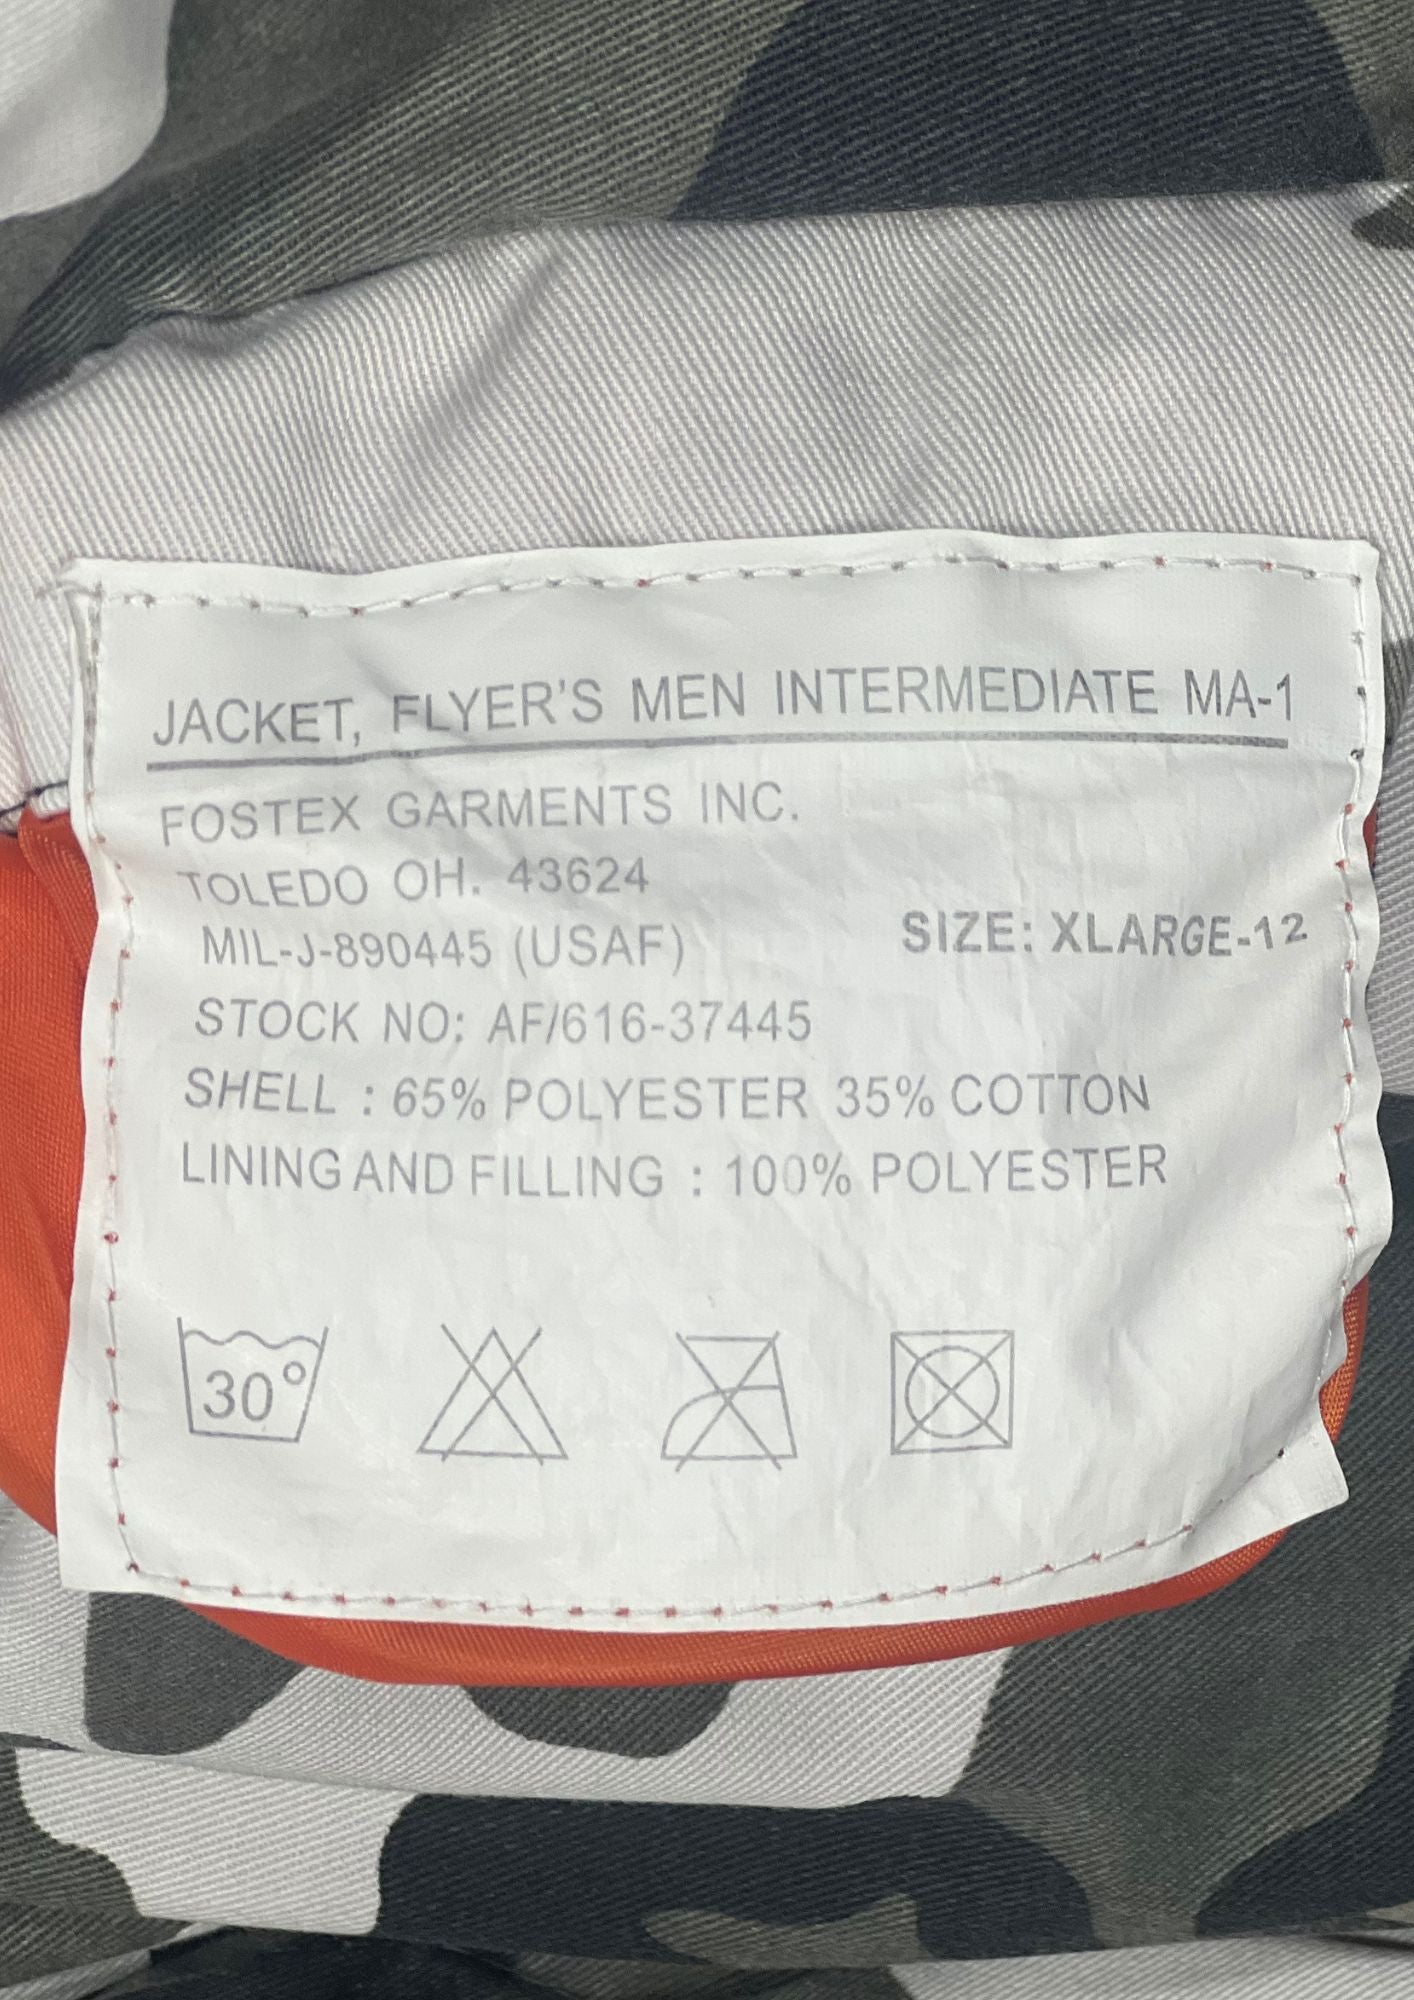 JACKET, FLYER'S MEN INTERMEDIATE MA-1
FOSTEX GARMENTS INC.
TOLEDO OH. 43624
MIL-J-890445 (USAF)
SIZE: XLARGE-12
STOCK NO: AF/616-37445
SHELL : 65% POLYESTER 35% COTTON
LINING AND FILLING : 100% POLYESTER
30°